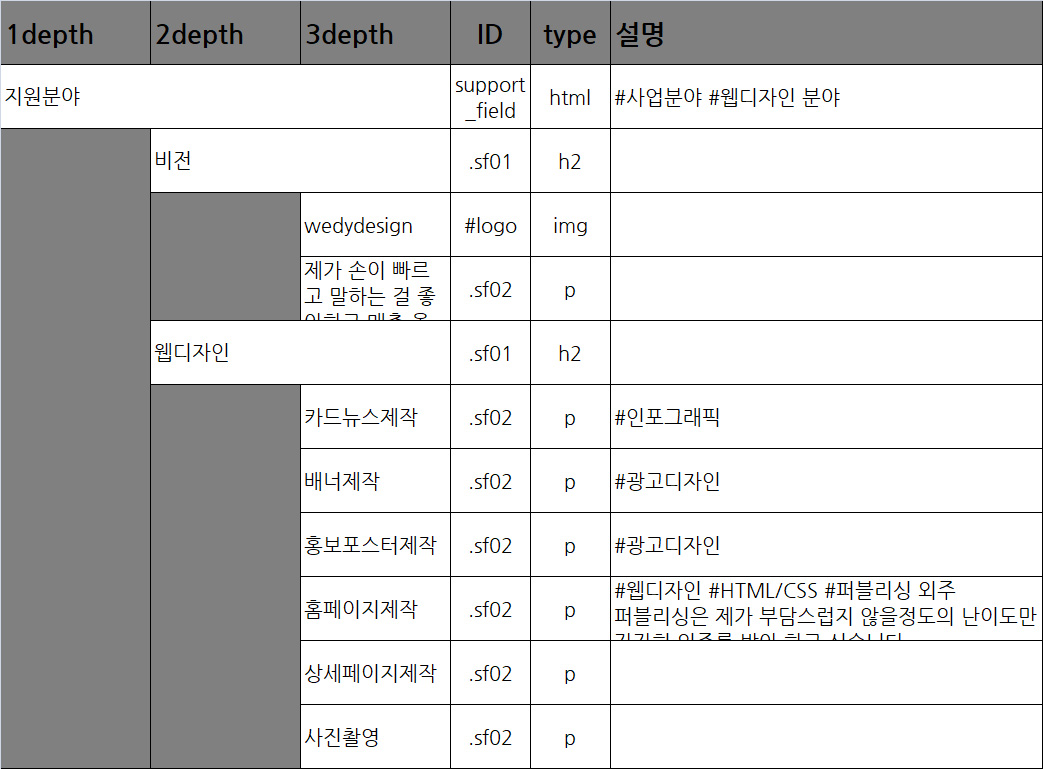 1depth 2depth 3depth ID type 설명
지원분야 support_field html #사업분야 #웹디자인 분야
비전 .sf01 h2
wedydesign #logo img
제가 손이 빠르
고 말하는 걸 좋 .sf02 p
웹디자인 .sf01 h2
카드뉴스제작 .sf02 p #인포그래픽
배너제작 .sf02 p #광고디자인
홍보포스터제작 .sf02 p #광고디자인
홈페이지제작 .sf02 p #웹디자인 #HTML/CSS #퍼블리싱 외주
퍼블리싱은 제가 부담스럽지 않을정도의 난이도만
상세페이지제작 .sf02 p
사진촬영 .sf02 p